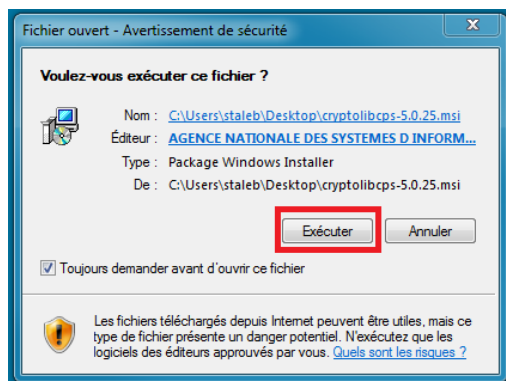 Fichier ouvert - Avertissement de sécurité
Voulez-vous exécuter ce fichier ?
Nom : C:\Users\staleb\Desktop\cryptolibcps-5.0.25.msi
Éditeur : AGENCE NATIONALE DES SYSTEMES D INFORM...
Type : Package Windows Installer
De : C:\Users\staleb\Desktop\cryptolibcps-5.0.25.msi
Exécuter Annuler
Toujours demander avant d'ouvrir ce fichier
Les fichiers téléchargés depuis Internet peuvent être utiles, mais ce
type de fichier présente un danger potentiel. N'exécutez que les
logiciels des éditeurs approuvés par vous. Quels sont les risques ?